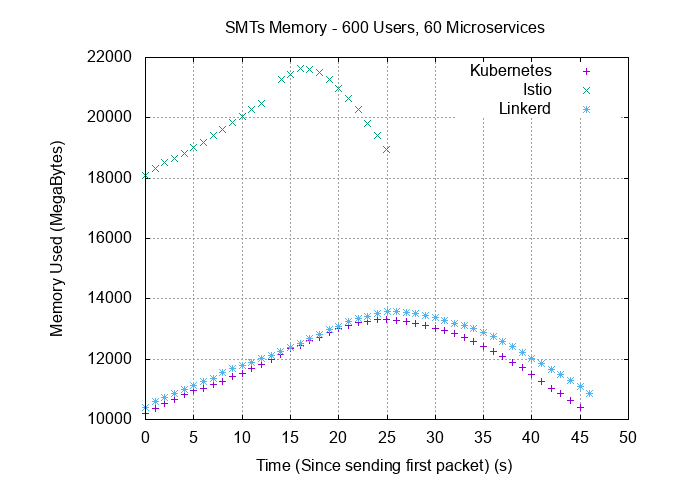 SMTs Memory - 600 Users, 60 Microservices
Kubernetes
Istio
Linkerd
Memory Used (MegaBytes)
22000
20000
18000
16000
14000
12000
10000
0 5 10 15 20 25 30 35 40 45 50
Time (Since sending first packet) (s)